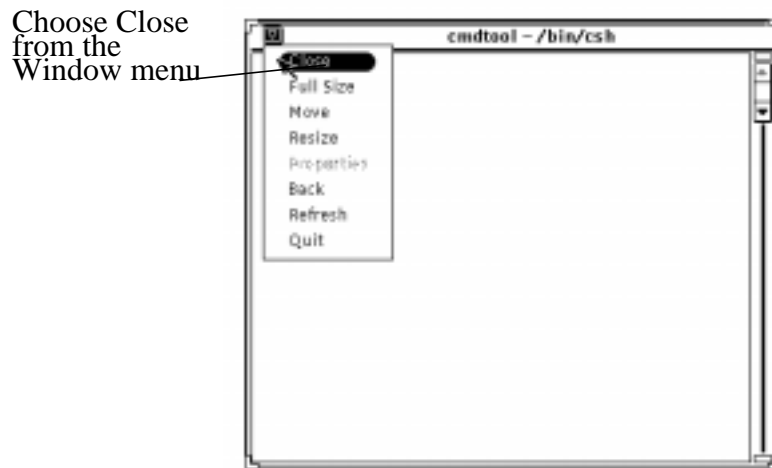 Choose Close
from the
Window menu
cmdtool – /bin/csh
Close
Full Size
Move
Resize
Properties
Back
Refresh
Quit